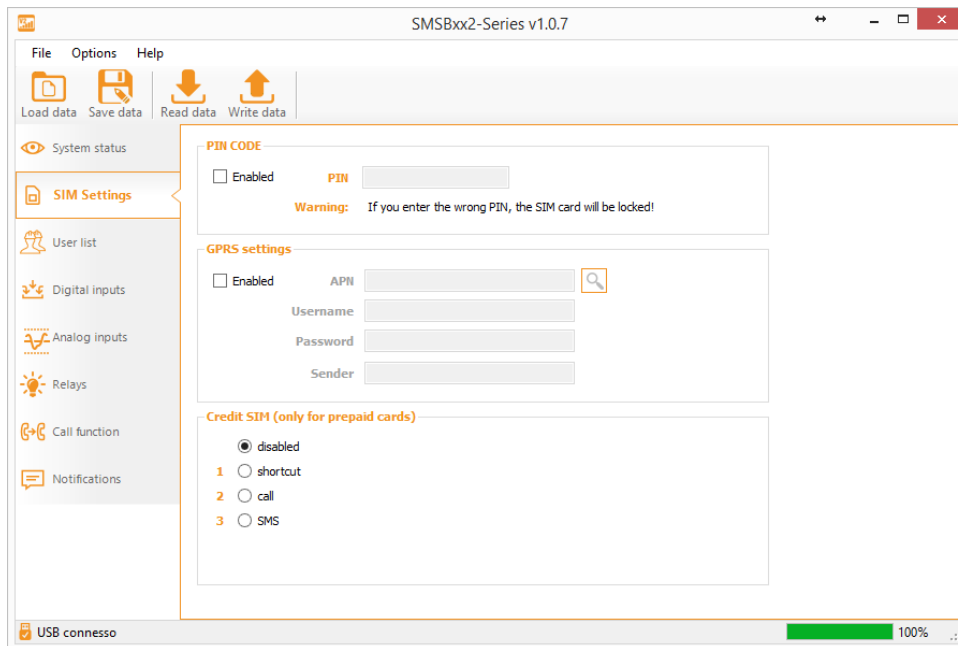 SMSBxx2-Series v1.0.7
File Options Help
Load data Save data Read data Write data
System status
SIM Settings
User list
Digital inputs
Analog inputs
Relays
Call function
Notifications
PIN CODE
Enabled PIN
Warning: If you enter the wrong PIN, the SIM card will be locked!
GPRS settings
Enabled APN
Username
Password
Sender
Credit SIM (only for prepaid cards)
disabled
1 shortcut
2 call
3 SMS
USB connesso 100%